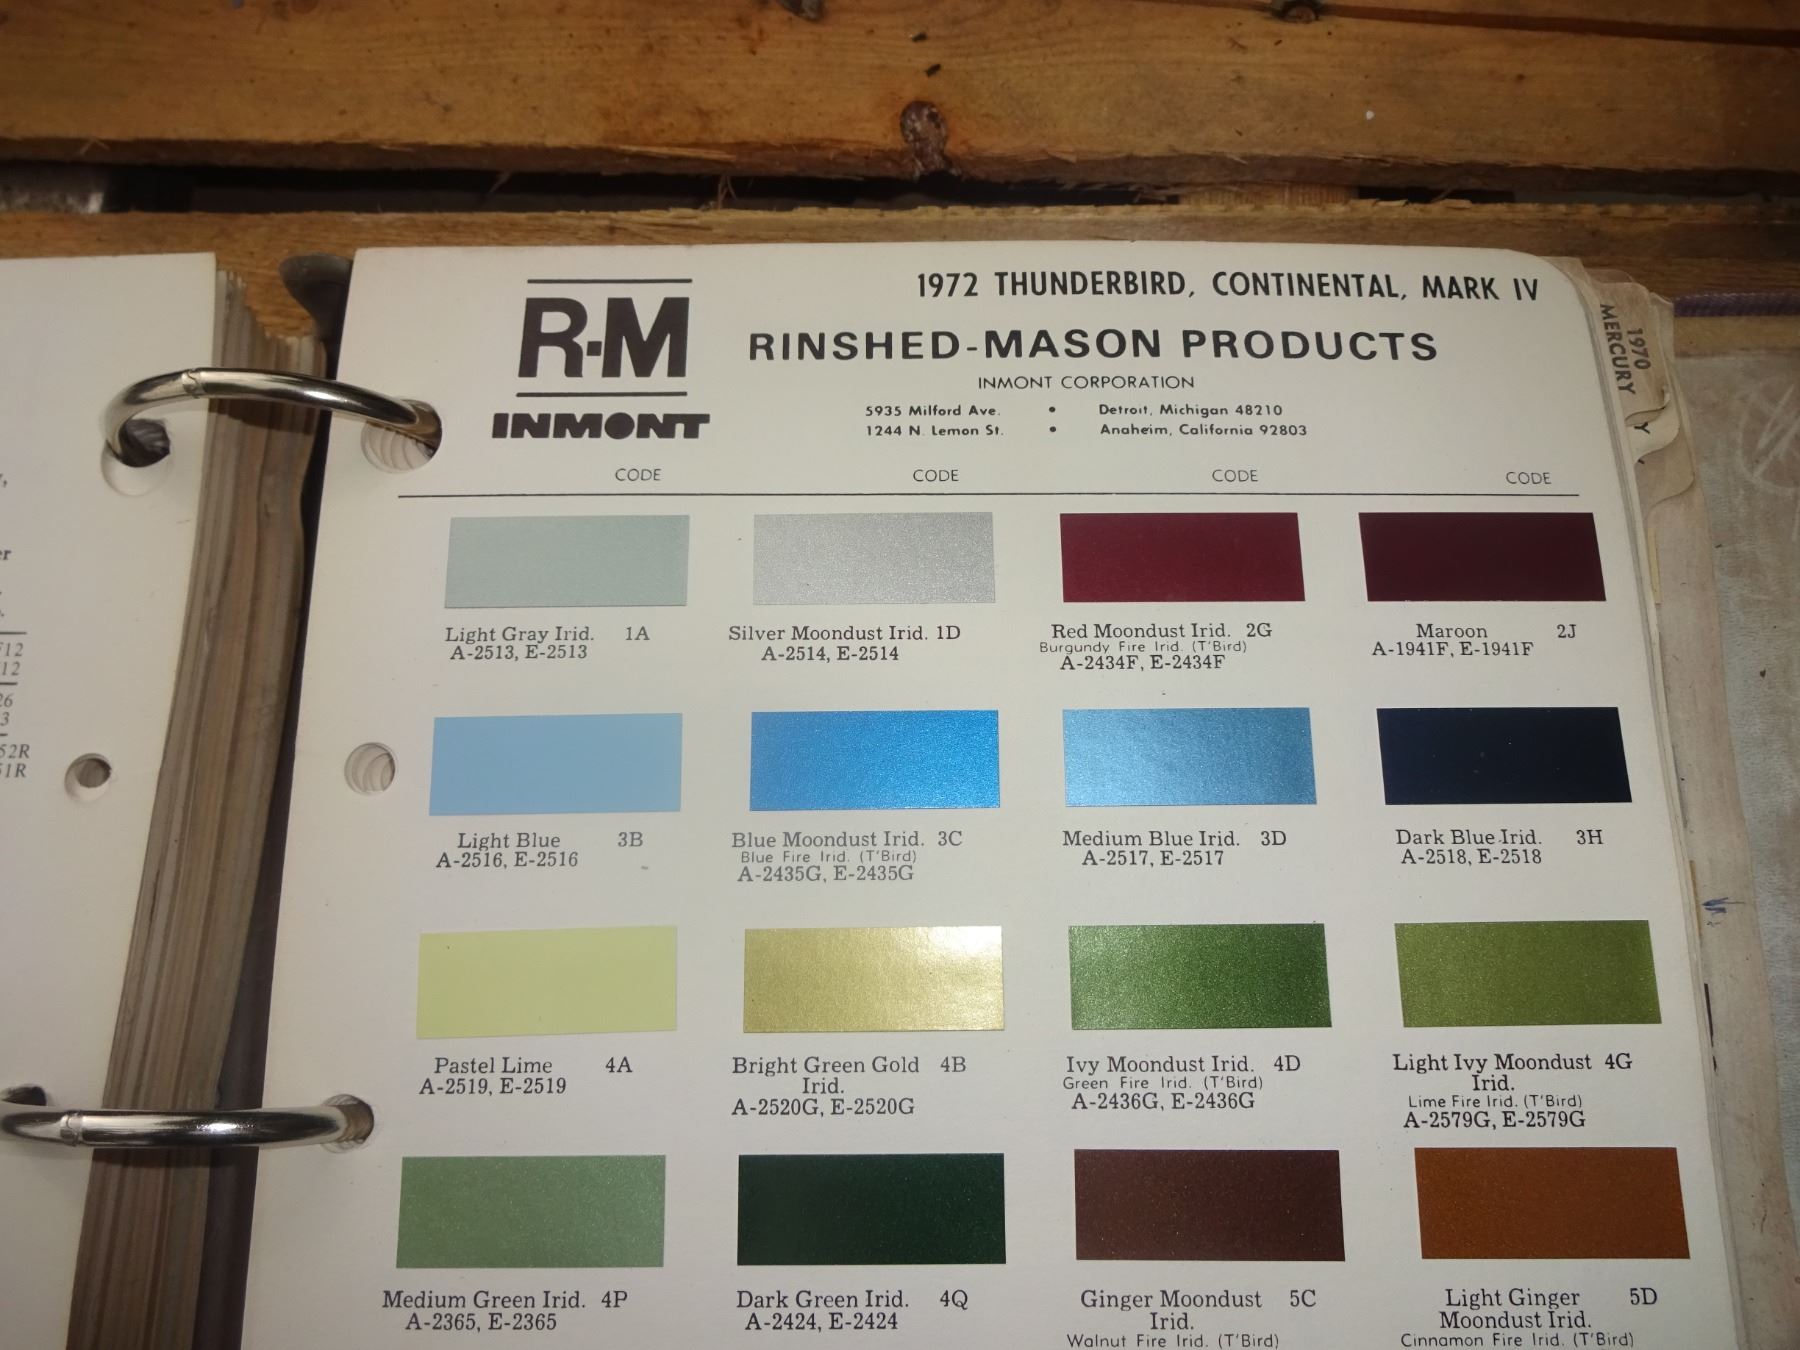 1972 THUNDERBIRD, CONTINENTAL, MARK IV
R-M
INMONT
RINSHED-MASON PRODUCTS
INMONT CORPORATION
5935 Milford Ave. • Detroit, Michigan 48210
1244 N. Lemon St. • Anaheim, California 92803
CODE CODE CODE CODE
Light Gray Irid. 1A
A-2513, E-2513
Silver Moondust Irid. 1D
A-2514, E-2514
Red Moondust Irid. 2G
Burgundy Fire Irid. (T'Bird)
A-2434F, E-2434F
Maroon 2J
A-1941F, E-1941F
Light Blue 3B
A-2516, E-2516
Blue Moondust Irid. 3C
Blue Fire Irid. (T'Bird)
A-2435G, E-2435G
Medium Blue Irid. 3D
A-2517, E-2517
Dark Blue Irid. 3H
A-2518, E-2518
Pastel Lime 4A
A-2519, E-2519
Bright Green Gold 4B
Irid.
A-2520G, E-2520G
Ivy Moondust Irid. 4D
Green Fire Irid. (T'Bird)
A-2436G, E-2436G
Light Ivy Moondust 4G
Irid.
Lime Fire Irid. (T'Bird)
A-2579G, E-2579G
Medium Green Irid. 4P
A-2365, E-2365
Dark Green Irid. 4Q
A-2424, E-2424
Ginger Moondust 5C
Irid.
Walnut Fire Irid. (T'Bird)
Light Ginger 5D
Moondust Irid.
Cinnamon Fire Irid. (T'Bird)
1970
MERCURY